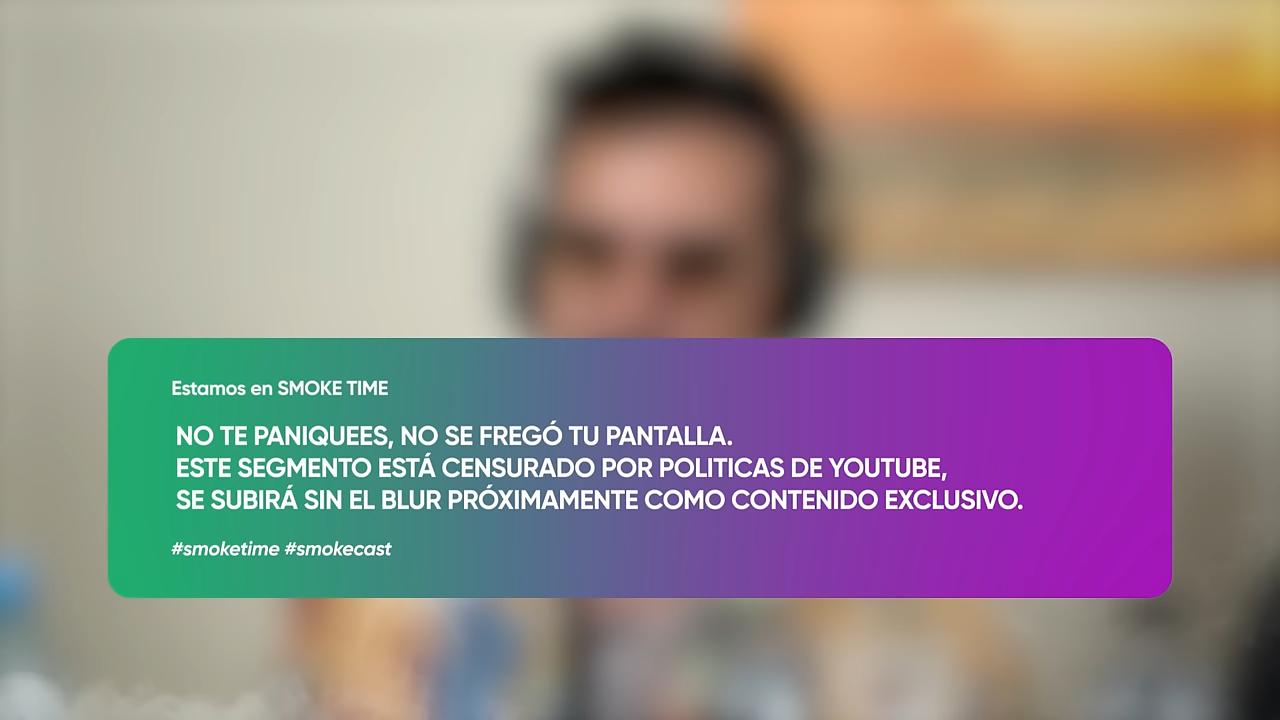 Estamos en SMOKE TIME
NO TE PANIQUEES, NO SE FREGÓ TU PANTALLA.
ESTE SEGMENTO ESTÁ CENSURADO POR POLITICAS DE YOUTUBE,
SE SUBIRÁ SIN EL BLUR PRÓXIMAMENTE COMO CONTENIDO EXCLUSIVO.
#smoketime #smokecast